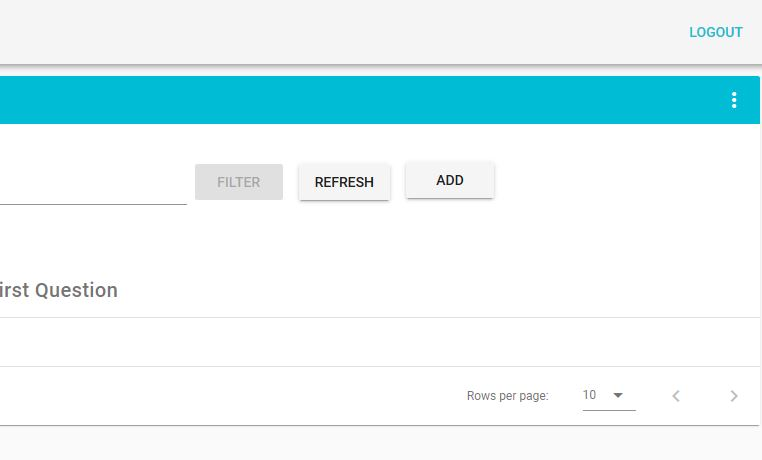 LOGOUT
FILTER REFRESH ADD
irst Question
Rows per page: 10